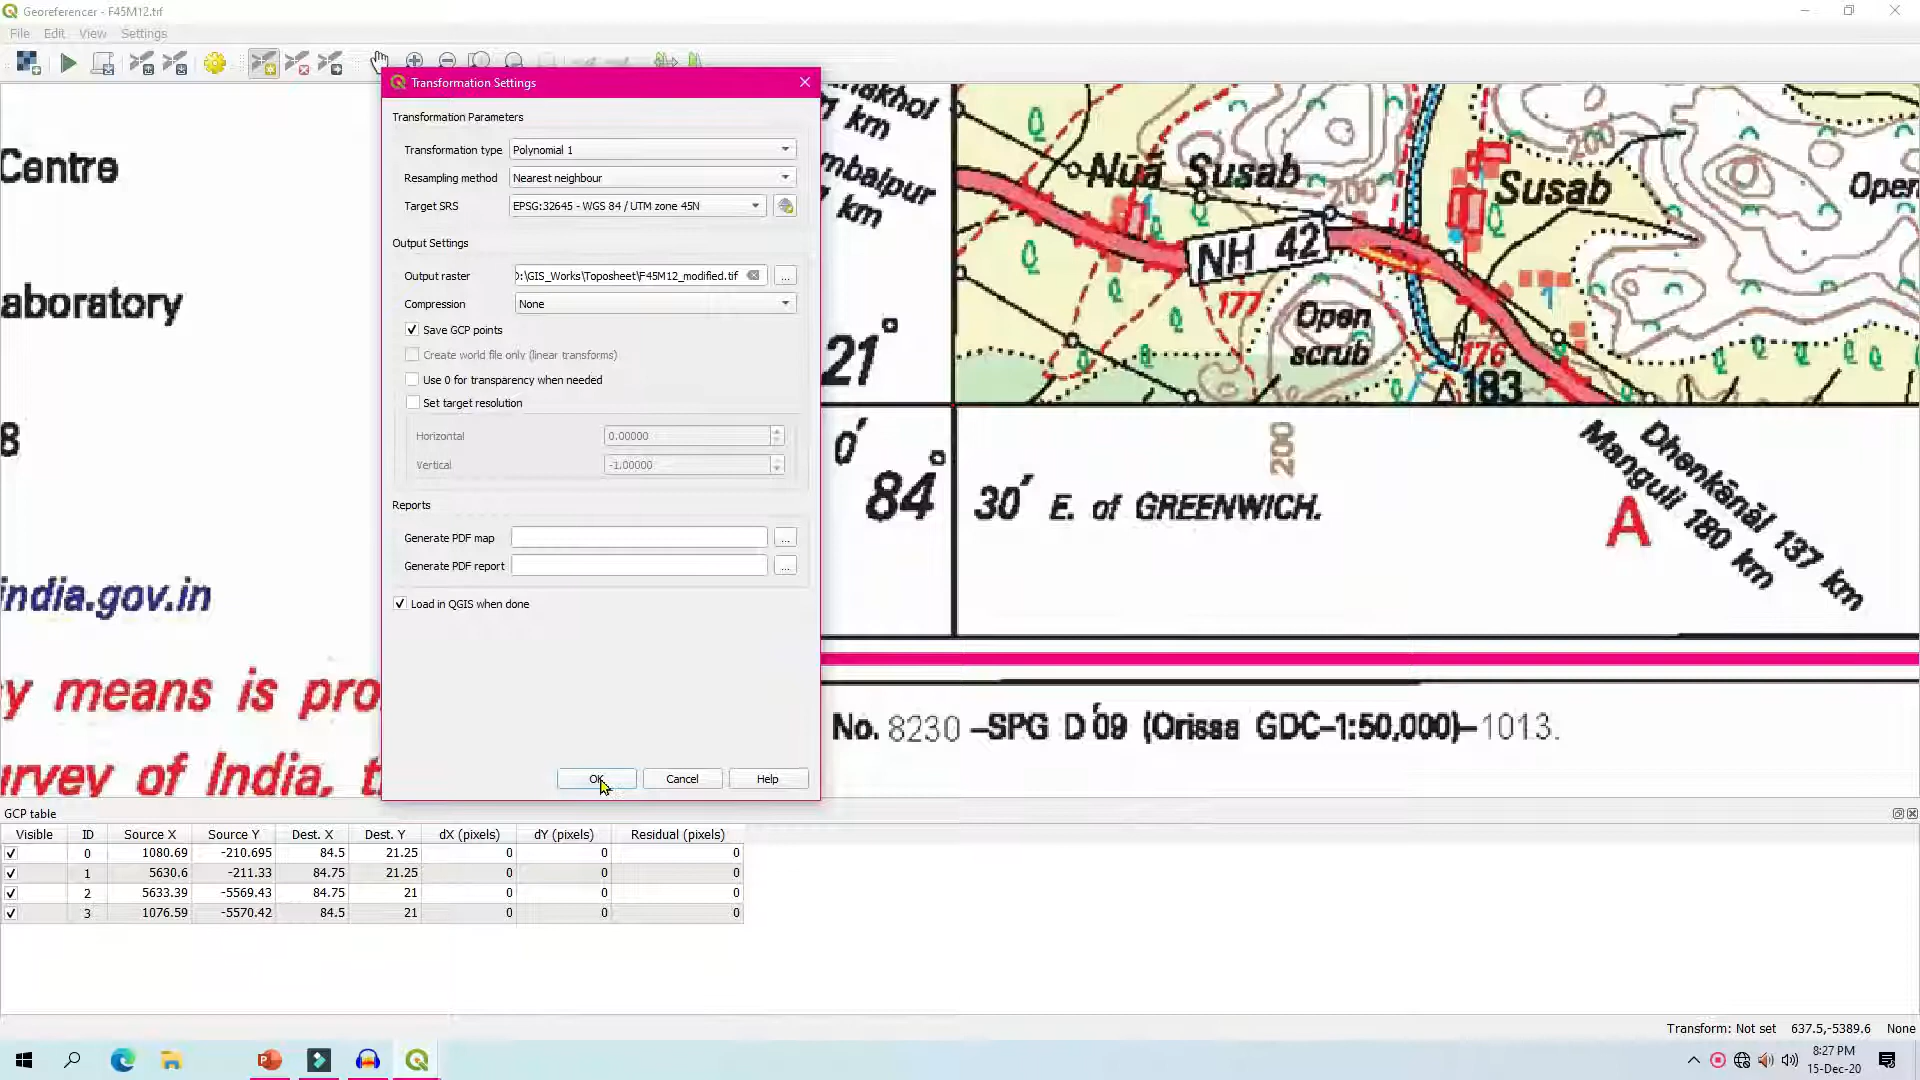 Georeferencer - F45M12.tif
File Edit View Settings
Transformation Settings
Transformation Parameters
Transformation type Polynomial 1
Resampling method Nearest neighbour
Target SRS EPSG:32645 - WGS 84 / UTM zone 45N
Output Settings
Output raster D:\GIS_Works\Toposheet\F45M12_modified.tif
...
Compression None
Save GCP points
Create world file only (linear transforms)
Use 0 for transparency when needed
Set target resolution
Horizontal 0.00000
Vertical -1.00000
Reports
Generate PDF map
...
Generate PDF report
...
Load in QGIS when done
OK Cancel Help
Centre
aboratory
8
india.gov.in
y means is pro
urvey of India, t
km
mbalpur
km
Nūā Susab
200
NH 42
177
Open
scrub
200
Susab
Open
176
183
21°
0′
84°
30′ E. of GREENWICH.
200
A
Dhenkānāl 137 km
Manguli 180 km
No. 8230 –SPG D′09 (Orissa GDC–1:50,000)–1013.
GCP table
Visible ID Source X Source Y Dest. X Dest. Y dX (pixels) dY (pixels) Residual (pixels)
0 1080.69 -210.695 84.5 21.25 0 0 0
1 5630.6 -211.33 84.75 21.25 0 0 0
2 5633.39 -5569.43 84.75 21 0 0 0
3 1076.59 -5570.42 84.5 21 0 0 0
Transform: Not set 637.5,-5389.6 None
8:27 PM
15-Dec-20